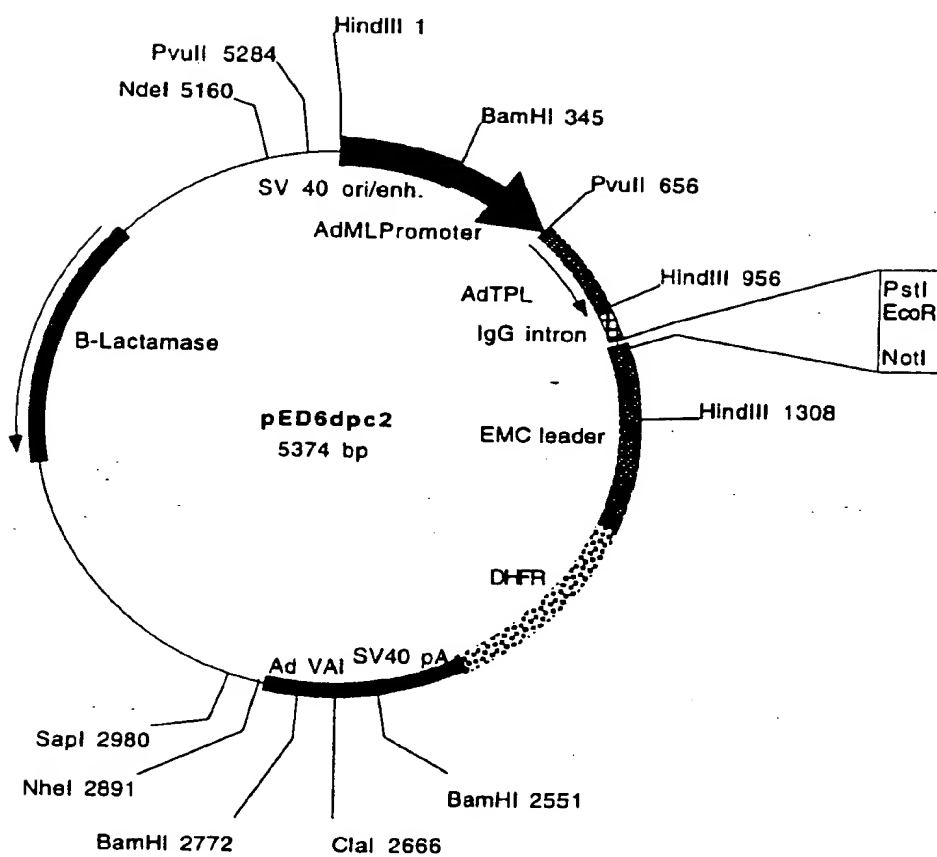 HindIII 1
PvuII 5284
NdeI 5160
BamHI 345
SV 40 ori/enh.
PvuII 656
AdMLPromoter
HindIII 956
AdTPL
PstI
EcoR
IgG intron
NotI
B-Lactamase
pED6dpc2
5374 bp
EMC leader
HindIII 1308
DHFR
SV40 pA
Ad VAI
SapI 2980
NheI 2891
BamHI 2551
BamHI 2772
ClaI 2666